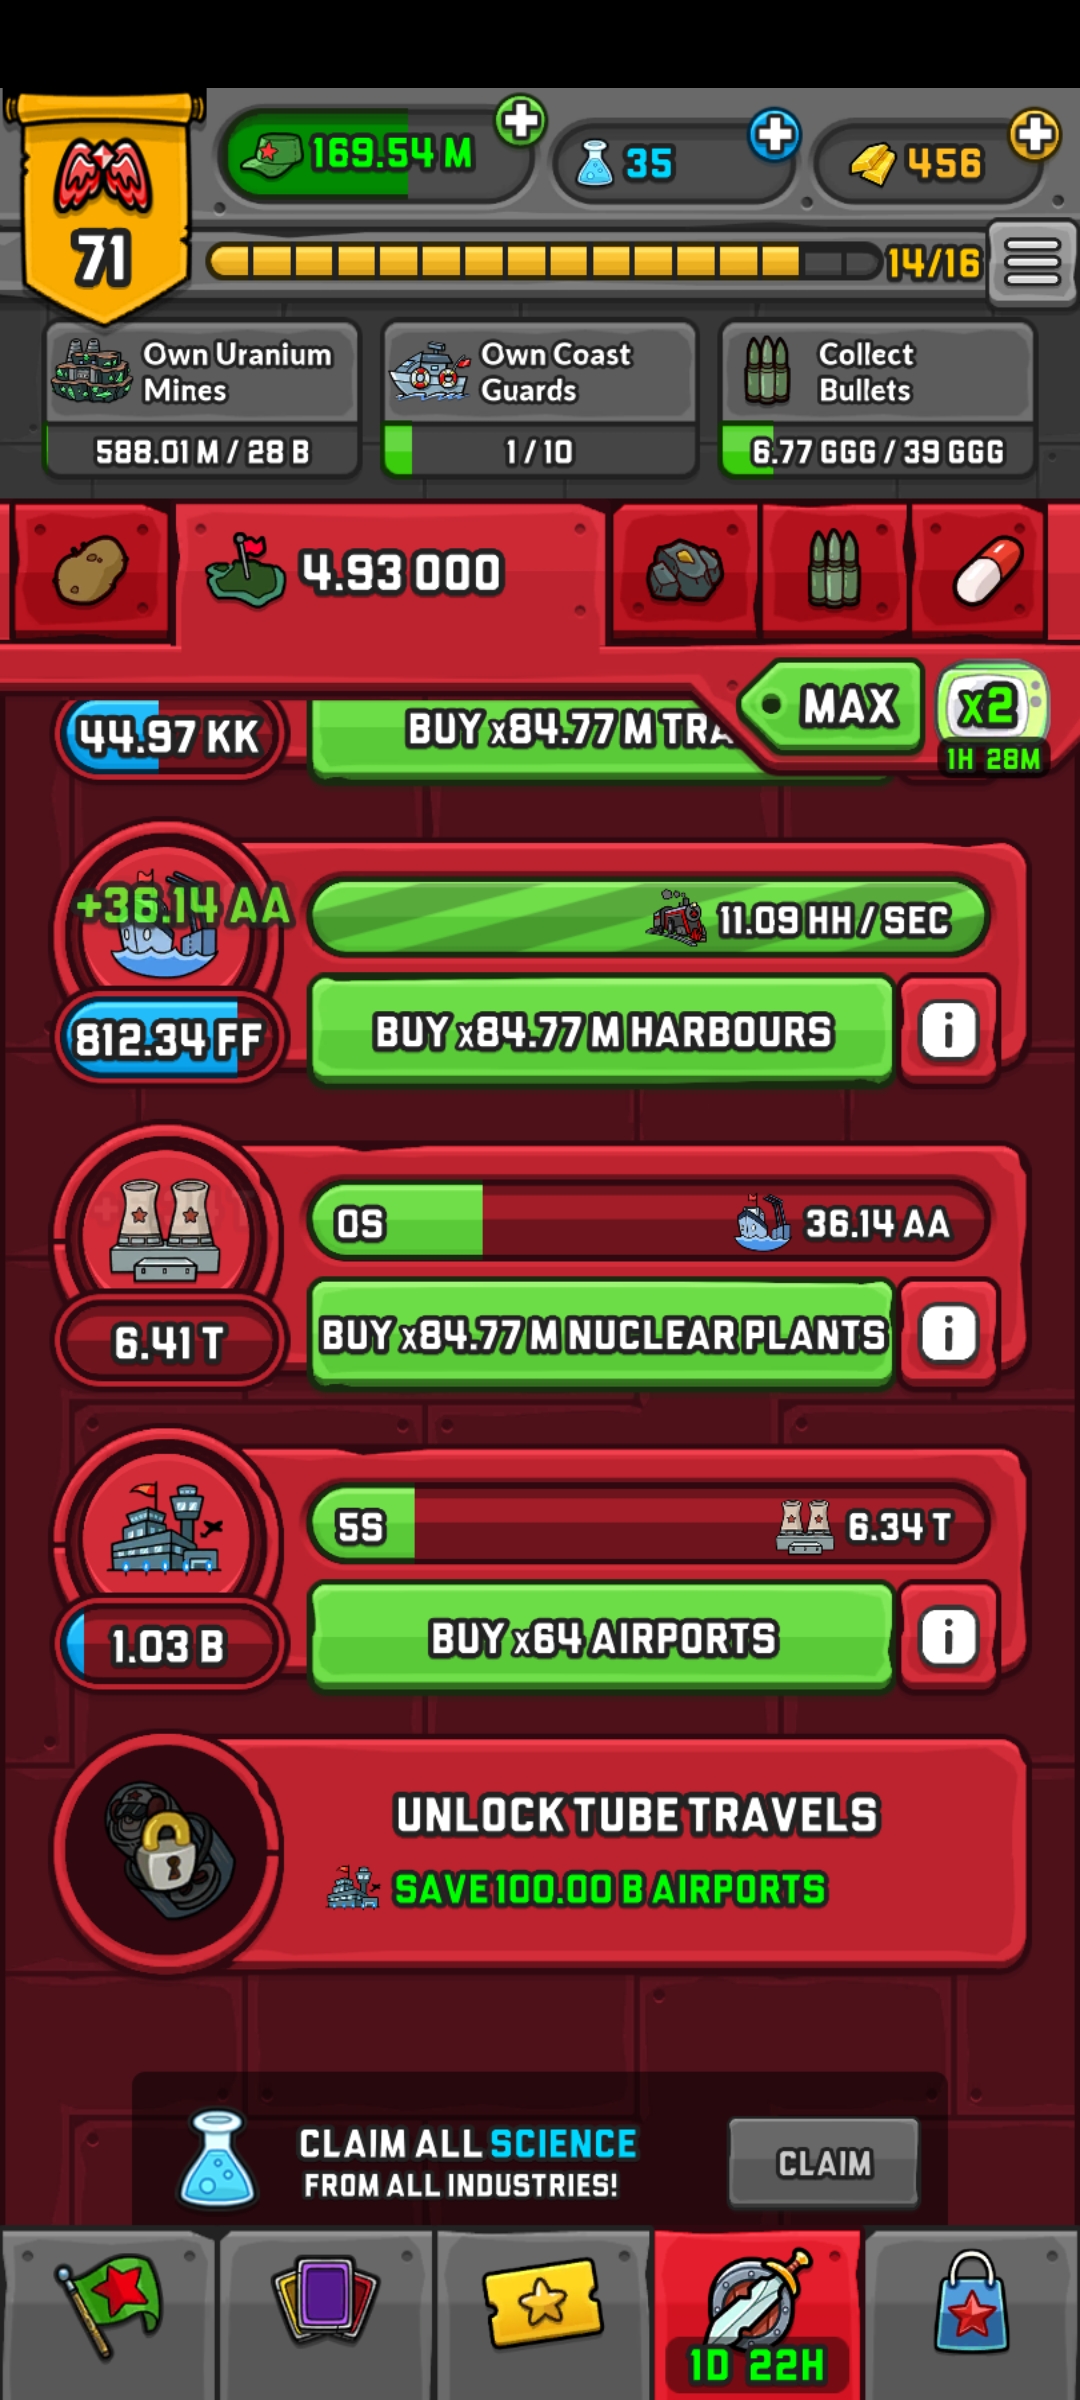 169.54 M
35
456
71
14/16
Own Uranium
Mines
588.01 M / 28 B
Own Coast
Guards
1 / 10
Collect
Bullets
6.77 GGG / 39 GGG
4.93 000
MAX
x2
1H 28M
44.97 KK
BUY x84.77 M TRA
+36.14 AA
11.09 HH / SEC
812.34 FF
BUY x84.77 M HARBOURS
i
0S
36.14 AA
6.41 T
BUY x84.77 M NUCLEAR PLANTS
i
5S
6.34 T
1.03 B
BUY x64 AIRPORTS
i
UNLOCK TUBE TRAVELS
SAVE 100.00 B AIRPORTS
CLAIM ALL SCIENCE
FROM ALL INDUSTRIES!
CLAIM
1D 22H